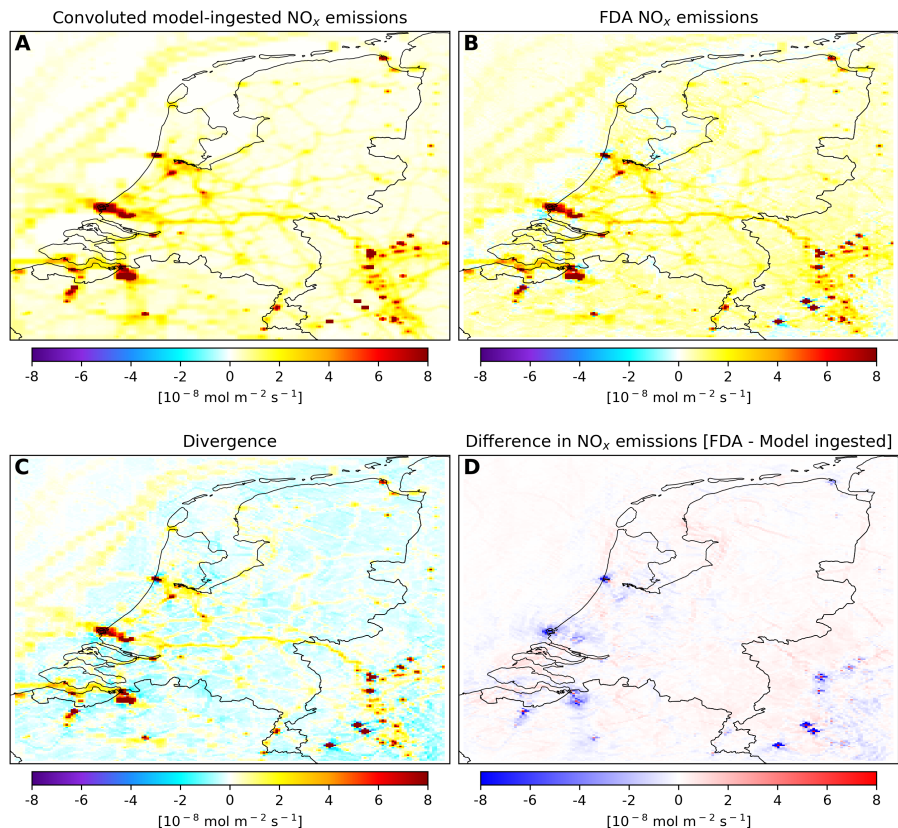 Convoluted model-ingested NOₓ emissions
FDA NOₓ emissions
A
B
-8 -6 -4 -2 0 2 4 6 8
-8 -6 -4 -2 0 2 4 6 8
[10⁻⁸ mol m⁻² s⁻¹]
[10⁻⁸ mol m⁻² s⁻¹]
Divergence
Difference in NOₓ emissions [FDA - Model ingested]
C
D
-8 -6 -4 -2 0 2 4 6 8
-8 -6 -4 -2 0 2 4 6 8
[10⁻⁸ mol m⁻² s⁻¹]
[10⁻⁸ mol m⁻² s⁻¹]